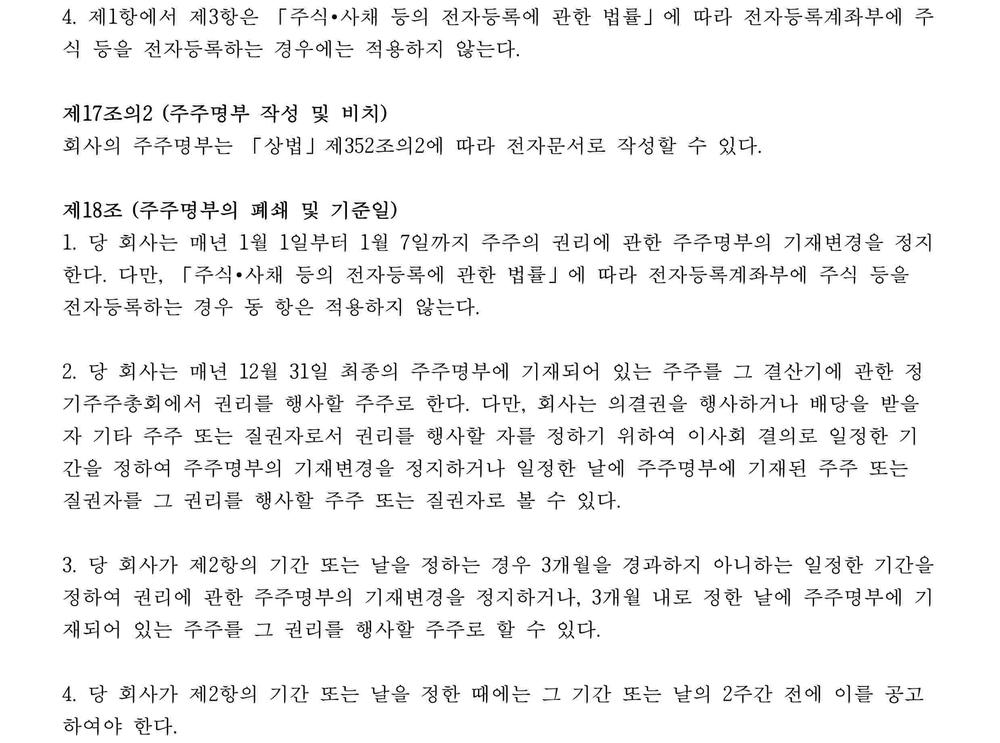 4. 제1항에서 제3항은 「주식•사채 등의 전자등록에 관한 법률」에 따라 전자등록계좌부에 주
식 등을 전자등록하는 경우에는 적용하지 않는다.
제17조의2 (주주명부 작성 및 비치)
회사의 주주명부는 「상법」제352조의2에 따라 전자문서로 작성할 수 있다.
제18조 (주주명부의 폐쇄 및 기준일)
1. 당 회사는 매년 1월 1일부터 1월 7일까지 주주의 권리에 관한 주주명부의 기재변경을 정지
한다. 다만, 「주식•사채 등의 전자등록에 관한 법률」에 따라 전자등록계좌부에 주식 등을
전자등록하는 경우 동 항은 적용하지 않는다.
2. 당 회사는 매년 12월 31일 최종의 주주명부에 기재되어 있는 주주를 그 결산기에 관한 정
기주주총회에서 권리를 행사할 주주로 한다. 다만, 회사는 의결권을 행사하거나 배당을 받을
자 기타 주주 또는 질권자로서 권리를 행사할 자를 정하기 위하여 이사회 결의로 일정한 기
간을 정하여 주주명부의 기재변경을 정지하거나 일정한 날에 주주명부에 기재된 주주 또는
질권자를 그 권리를 행사할 주주 또는 질권자로 볼 수 있다.
3. 당 회사가 제2항의 기간 또는 날을 정하는 경우 3개월을 경과하지 아니하는 일정한 기간을
정하여 권리에 관한 주주명부의 기재변경을 정지하거나, 3개월 내로 정한 날에 주주명부에 기
재되어 있는 주주를 그 권리를 행사할 주주로 할 수 있다.
4. 당 회사가 제2항의 기간 또는 날을 정한 때에는 그 기간 또는 날의 2주간 전에 이를 공고
하여야 한다.